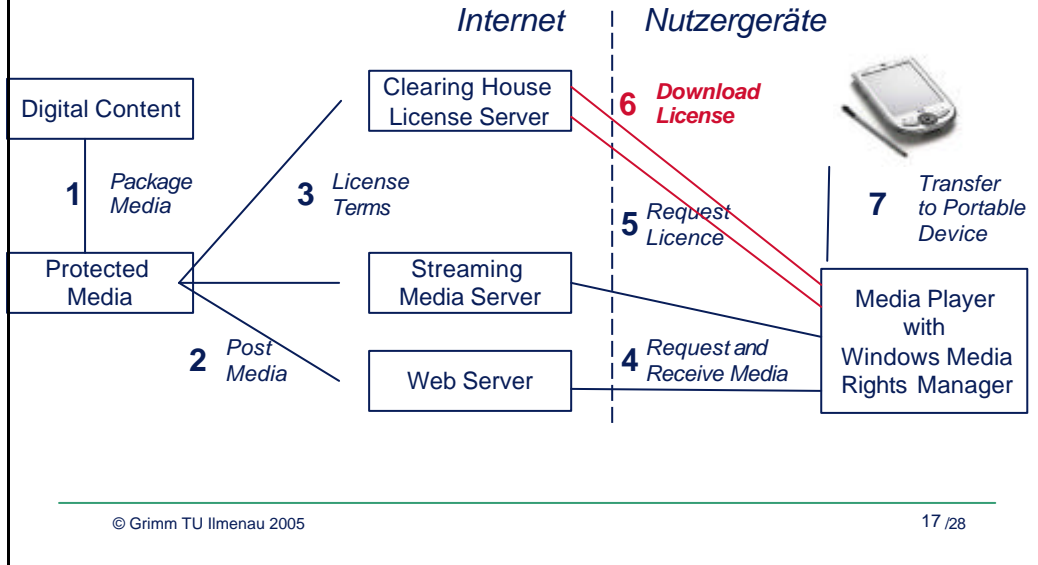 Internet
Nutzergeräte
Digital Content
Clearing House
License Server
6 Download
License
1 Package
Media
3 License
Terms
5 Request
Licence
7 Transfer
to Portable
Device
Protected
Media
Streaming
Media Server
Media Player
with
Windows Media
Rights Manager
2 Post
Media
Web Server
4 Request and
Receive Media
© Grimm TU Ilmenau 2005
17 /28